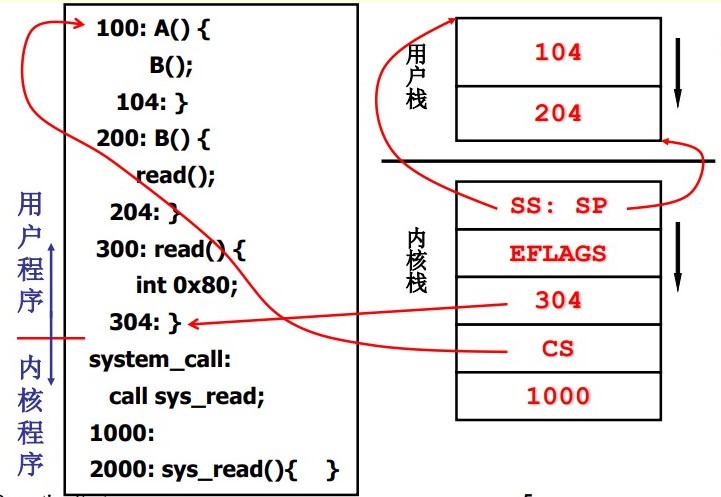 100: A() {
B();
104: }
200: B() {
read();
204: }
300: read() {
int 0x80;
304: }
system_call:
call sys_read;
1000:
2000: sys_read(){ }
用户程序
内核程序
用户栈
104
204
内核栈
SS: SP
EFLAGS
304
CS
1000